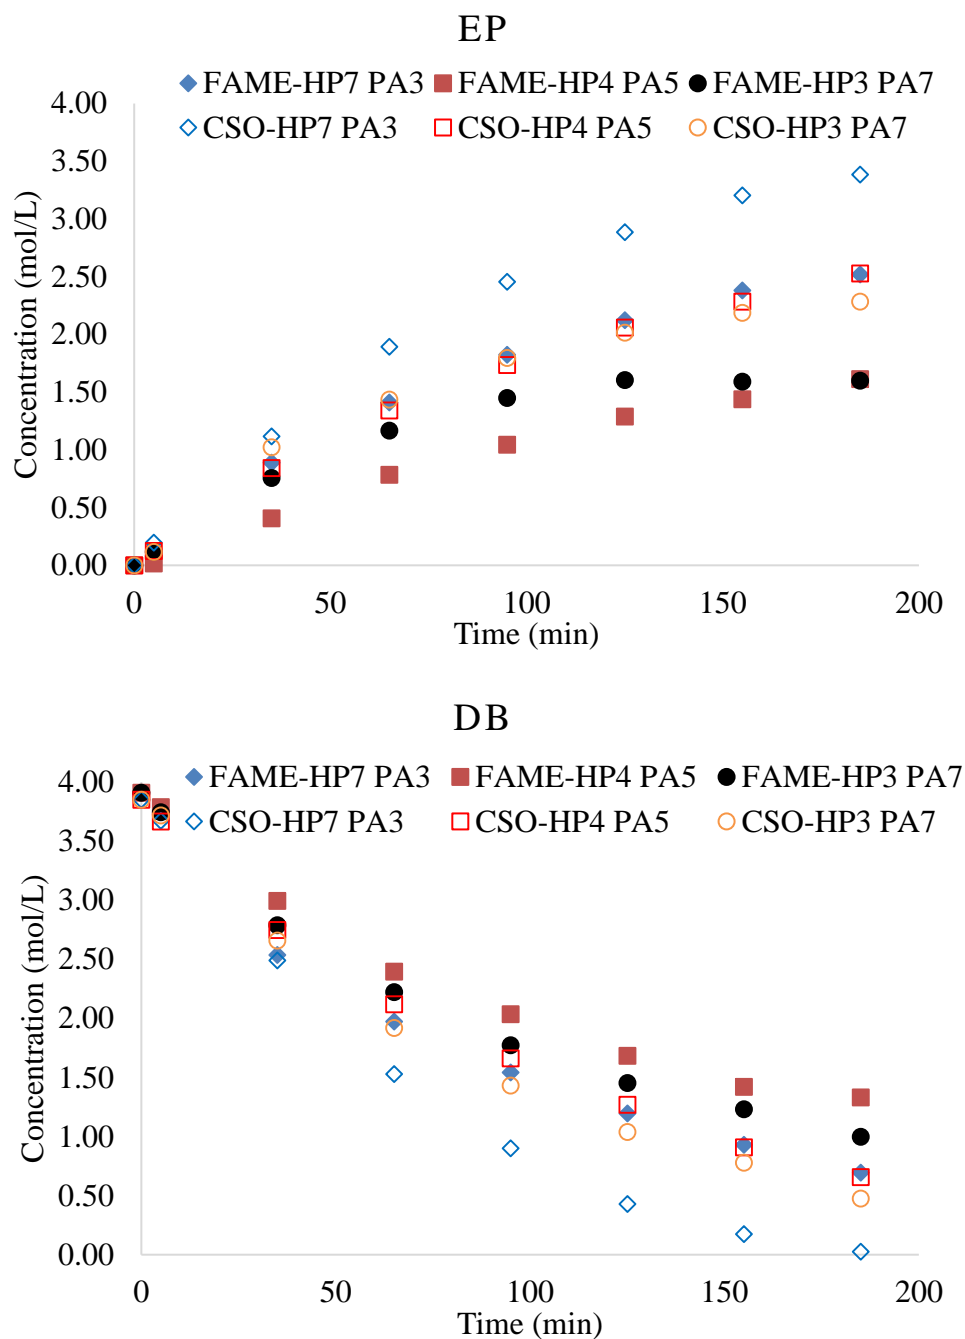 EP
FAME-HP7 PA3 FAME-HP4 PA5 FAME-HP3 PA7
CSO-HP7 PA3 CSO-HP4 PA5 CSO-HP3 PA7
4.00
3.50
3.00
2.50
2.00
1.50
1.00
0.50
0.00
Concentration (mol/L)
0 50 100 150 200
Time (min)
DB
FAME-HP7 PA3 FAME-HP4 PA5 FAME-HP3 PA7
CSO-HP7 PA3 CSO-HP4 PA5 CSO-HP3 PA7
4.00
3.50
3.00
2.50
2.00
1.50
1.00
0.50
0.00
Concentration (mol/L)
0 50 100 150 200
Time (min)